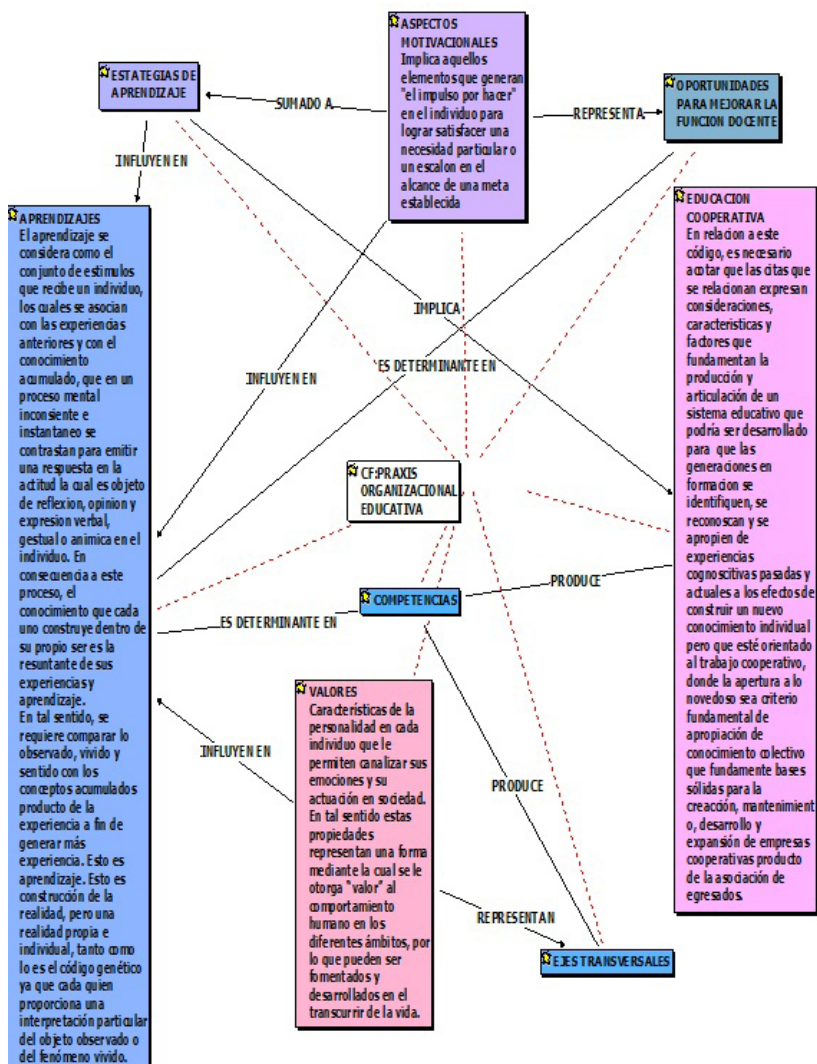 ASPECTOS
MOTIVACIONALES
Implica aquellos
elementos que generan
"el impulso por hacer"
en el individuo para
lograr satisfacer una
necesidad particular o
un escalon en el
alcance de una meta
establecida
ESTATEGIAS DE
APRENDIZAJE
SUMADO A
REPRESENTA
OPORTUNIDADES
PARA MEJORAR LA
FUNCION DOCENTE
INFLUYEN EN
APRENDIZAJES
El aprendizaje se
considera como el
conjunto de estimulos
que recibe un individuo,
los cuales se asocian
con las experiencias
anteriores y con el
conocimiento
acumulado, que en un
proceso mental
inconsiente e
instantaneo se
contrastan para emitir
una respuesta en la
actitud la cual es objeto
de reflexion, opinion y
expresion verbal,
gestual o animica en el
individuo. En
consecuencia a este
proceso, el
conocimiento que cada
uno construye dentro de
su propio ser es la
resuntante de sus
experiencias y
aprendizaje.
En tal sentido, se
requiere comparar lo
observado, vivido y
sentido con los
conceptos acumulados
producto de la
experiencia a fin de
generar más
experiencia. Esto es
aprendizaje. Esto es
construcción de la
realidad, pero una
realidad propia e
individual, tanto como
lo es el código genético
ya que cada quien
proporciona una
interpretación particular
del objeto observado o
del fenómeno vivido.
EDUCACION
COOPERATIVA
En relacion a este
código, es necesario
acotar que las citas que
se relacionan expresan
consideraciones,
caracteristicas y
factores que
fundamentan la
producción y
articulación de un
sistema educativo que
podría ser desarrollado
para que las
generaciones en
formacion se
identifiquen, se
reconoscan y se
apropien de
experiencias
cognoscitivas pasadas y
actuales a los efectos de
construir un nuevo
conocimiento individual
pero que esté orientado
al trabajo cooperativo,
donde la apertura a lo
novedoso sea criterio
fundamental de
apropiación de
conocimiento colectivo
que fundamente bases
sólidas para la
creacción, mantenimient
o, desarrollo y
expansión de empresas
cooperativas producto
de la asociación de
egresados.
IMPLICA
ES DETERMINANTE EN
INFLUYEN EN
CF:PRAXIS
ORGANIZACIONAL
EDUCATIVA
PRODUCE
COMPETENCIAS
ES DETERMINANTE EN
VALORES
Características de la
personalidad en cada
individuo que le
permiten canalizar sus
emociones y su
actuación en sociedad.
En tal sentido estas
propiedades
representan una forma
mediante la cual se le
otorga "valor" al
comportamiento
humano en los
diferentes ámbitos, por
lo que pueden ser
fomentados y
desarrollados en el
transcurrir de la vida.
INFLUYEN EN
PRODUCE
REPRESENTAN
EJES TRANSVERSALES